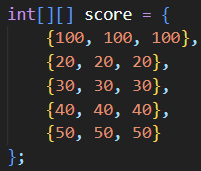 int[][] score = {
    {100, 100, 100},
    {20, 20, 20},
    {30, 30, 30},
    {40, 40, 40},
    {50, 50, 50}
};